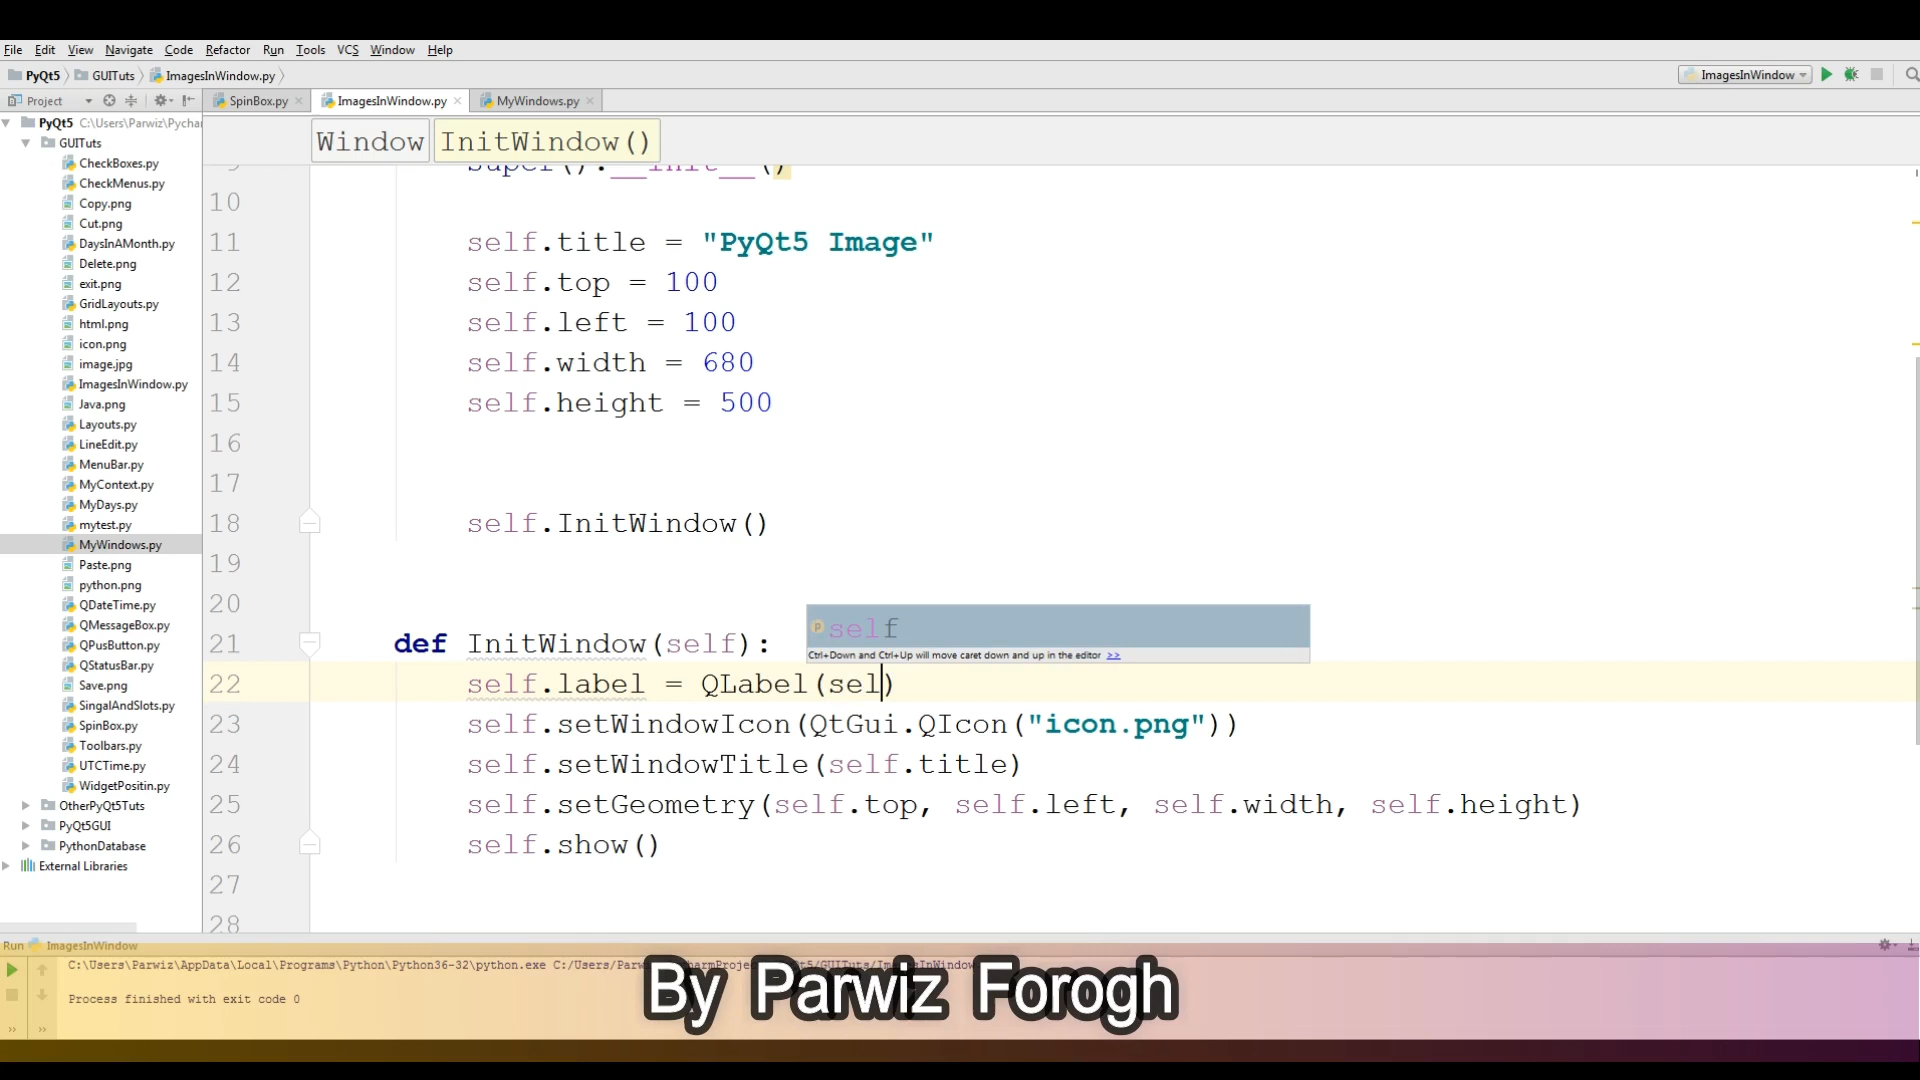 File Edit View Navigate Code Refactor Run Tools VCS Window Help
PyQt5 GUITuts ImagesInWindow.py ImagesInWindow
Project SpinBox.py ImagesInWindow.py MyWindows.py
PyQt5 C:\Users\Parwiz\Pychar
GUITuts
CheckBoxes.py
CheckMenus.py
Copy.png
Cut.png
DaysInAMonth.py
Delete.png
exit.png
GridLayouts.py
html.png
icon.png
image.jpg
ImagesInWindow.py
Java.png
Layouts.py
LineEdit.py
MenuBar.py
MyContext.py
MyDays.py
mytest.py
MyWindows.py
Paste.png
python.png
QDateTime.py
QMessageBox.py
QPusButton.py
QStatusBar.py
Save.png
SingalAndSlots.py
SpinBox.py
Toolbars.py
UTCTime.py
WidgetPositin.py
OtherPyQt5Tuts
PyQt5GUI
PythonDatabase
External Libraries
Window InitWindow()
9 super().__init__()
10
11 self.title = "PyQt5 Image"
12 self.top = 100
13 self.left = 100
14 self.width = 680
15 self.height = 500
16
17
18 self.InitWindow()
19
20
self
21 def InitWindow(self):
Ctrl+Down and Ctrl+Up will move caret down and up in the editor >>
22 self.label = QLabel(sel)
23 self.setWindowIcon(QtGui.QIcon("icon.png"))
24 self.setWindowTitle(self.title)
25 self.setGeometry(self.top, self.left, self.width, self.height)
26 self.show()
27
28
Run ImagesInWindow
C:\Users\Parwiz\AppData\Local\Programs\Python\Python36-32\python.exe
Process finished with exit code 0
By Parwiz Forogh